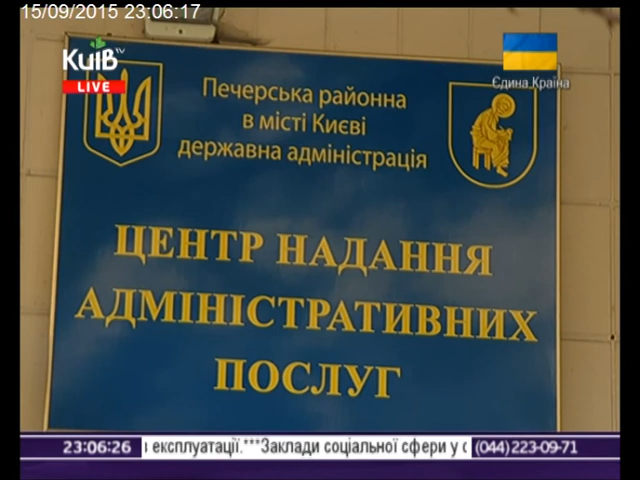 15/09/2015 23:06:17
КиїВ TV
LIVE
Єдина Країна
Печерська районна
в місті Києві
державна адміністрація
ЦЕНТР НАДАННЯ
АДМІНІСТРАТИВНИХ
ПОСЛУГ
23:06:26
експлуатації.***Заклади соціальної сфери у
(044)223-09-71